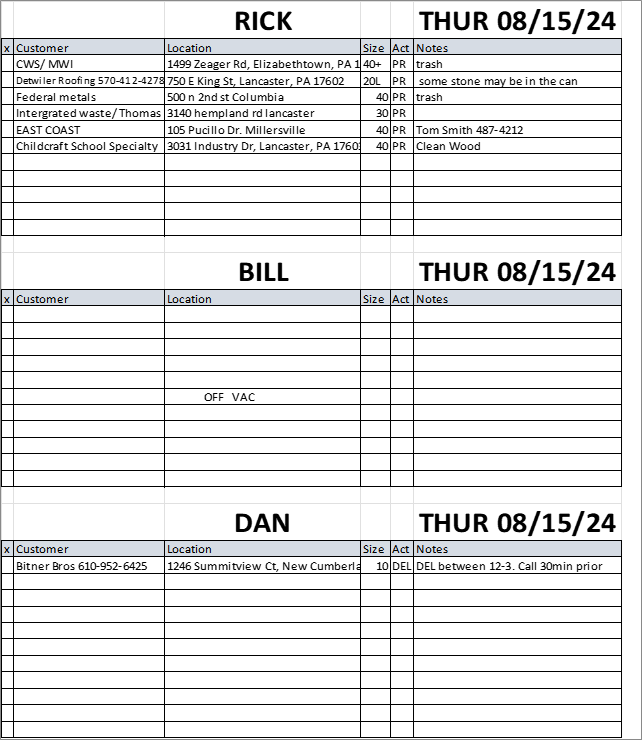 RICK THUR 08/15/24
x Customer Location Size Act Notes
CWS/ MWI 1499 Zeager Rd, Elizabethtown, PA 1 40+ PR trash
Detwiler Roofing 570-412-4278 750 E King St, Lancaster, PA 17602 20L PR some stone may be in the can
Federal metals 500 n 2nd st Columbia 40 PR trash
Intergrated waste/ Thomas 3140 hempland rd lancaster 30 PR
EAST COAST 105 Pucillo Dr. Millersville PR Tom Smith 487-4212
Childcraft School Specialty 3031 Industry Dr, Lancaster, PA 1760 40 PR Clean Wood
BILL THUR 08/15/24
x Customer Location Size Act Notes
OFF VAC
DAN THUR 08/15/24
x Customer Location Size Act Notes
Bitner Bros 610-952-6425 1246 Summitview Ct, New Cumberla 10 DEL DEL between 12-3. Call 30min prior